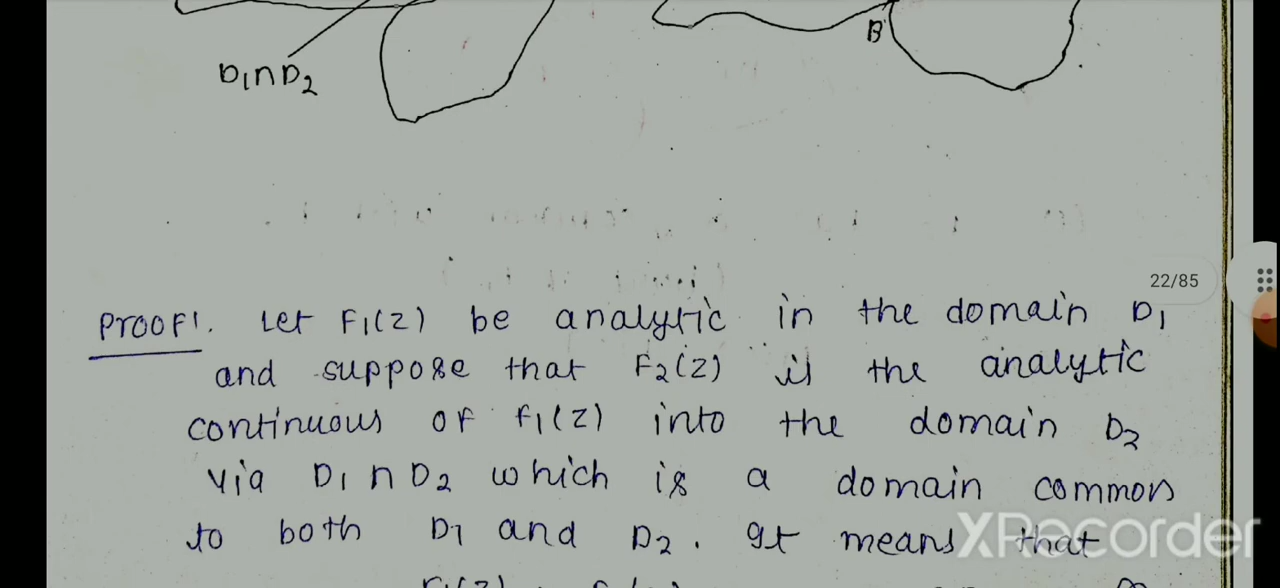 D1∩D2
B
22/85
Proof'. Let F1(z) be analytic in the domain D1
and suppose that F2(z) is the analytic
continuous of f1(z) into the domain D2
via D1∩D2 which is a domain common
to both D1 and D2. It means that
XRecorder